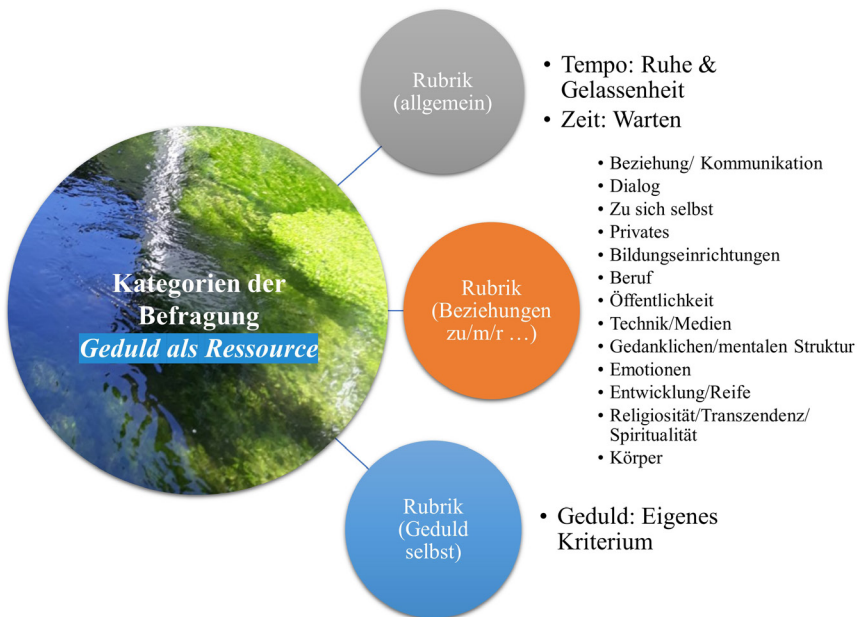 Kategorien der
Befragung
Geduld als Ressource
Rubrik
(allgemein)
• Tempo: Ruhe &
Gelassenheit
• Zeit: Warten
Rubrik
(Beziehungen
zu/m/r ...)
• Beziehung/ Kommunikation
• Dialog
• Zu sich selbst
• Privates
• Bildungseinrichtungen
• Beruf
• Öffentlichkeit
• Technik/Medien
• Gedanklichen/mentalen Struktur
• Emotionen
• Entwicklung/Reife
• Religiosität/Transzendenz/
Spiritualität
• Körper
Rubrik
(Geduld
selbst)
• Geduld: Eigenes
Kriterium